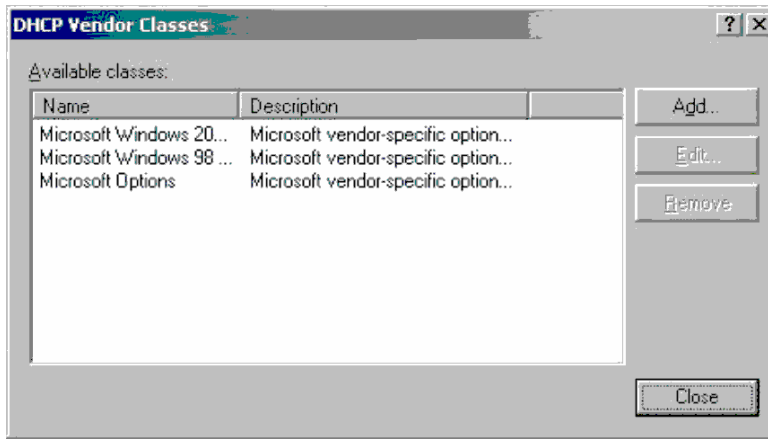 DHCP Vendor Classes
Available classes:
Name Description
Microsoft Windows 20... Microsoft vendor-specific option...
Microsoft Windows 98 ... Microsoft vendor-specific option...
Microsoft Options Microsoft vendor-specific option...
Add...
Edit...
Remove
Close